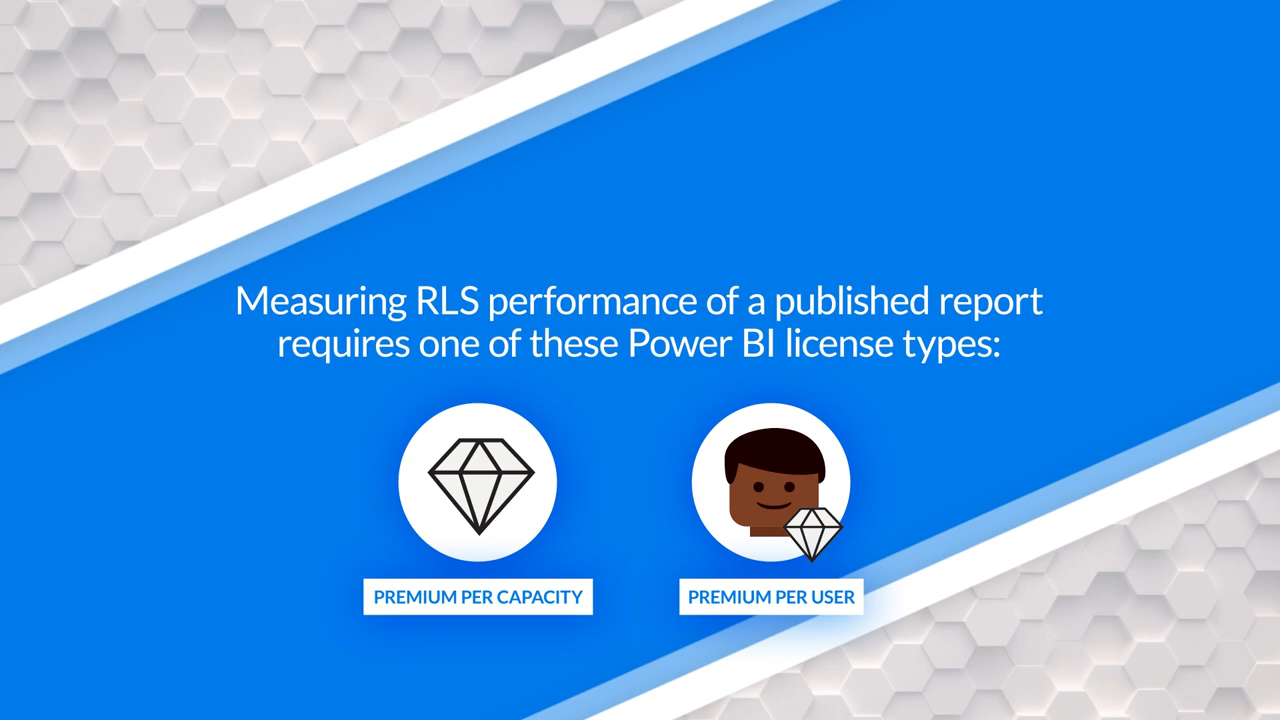 Measuring RLS performance of a published report
requires one of these Power BI license types:
PREMIUM PER CAPACITY
PREMIUM PER USER